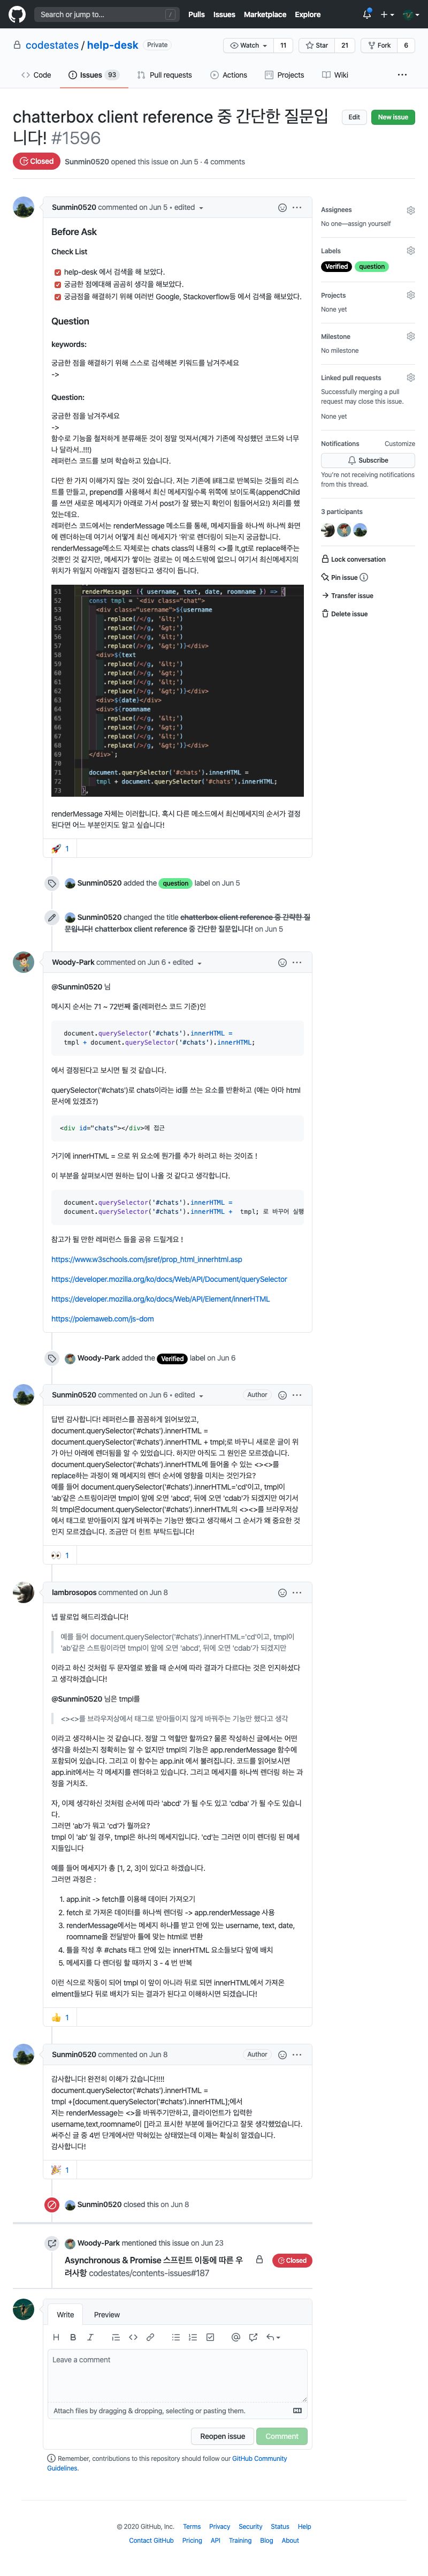 Search or jump to...
/
Pulls
Issues
Marketplace
Explore
codestates / help-desk
Private
Watch
11
Star
21
Fork
6
Code
Issues 93
Pull requests
Actions
Projects
Wiki
chatterbox client reference 중 간단한 질문입
니다! #1596
Edit
New issue
Closed
Sunmin0520 opened this issue on Jun 5 · 4 comments
Sunmin0520 commented on Jun 5 • edited
Before Ask
Check List
help-desk 에서 검색을 해 보았다.
궁금한 점에대해 곰곰히 생각을 해보았다.
궁금점을 해결하기 위해 여러번 Google, Stackoverflow등 에서 검색을 해보았다.
Question
keywords:
궁금한 점을 해결하기 위해 스스로 검색해본 키워드를 남겨주세요
->
Question:
궁금한 점을 남겨주세요
->
함수로 기능을 철저하게 분류해둔 것이 정말 멋져서(제가 기존에 작성했던 코드와 너무
나 달라서..!!!)
레퍼런스 코드를 보며 학습하고 있습니다.
다만 한 가지 이해가지 않는 것이 있습니다. 저는 기존에 8태그로 반복되는 것들의 리스
트를 만들고, prepend를 사용해서 최신 메세지일수록 위쪽에 보이도록(appendChild
를 쓰면 새로운 메세지가 아래로 가서 post가 잘 됐는지 확인이 힘들어서요!) 처리를 했
었는데요.
레퍼런스 코드에서는 renderMessage 메소드를 통해, 메세지들을 하나씩 하나씩 화면
에 렌더하는데 여기서 어떻게 최신 메세지가 '위'로 렌더링이 되는지 궁금합니다.
renderMessage메소드 자체로는 chats class의 내용의 <>를 lt,gt로 replace해주는
것뿐인 것 같지만, 메세지가 쌓이는 경로는 이 메소드밖에 없으니 여기서 최신메세지의
위치가 위일지 아래일지 결정된다고 생각이 듭니다.
51 renderMessage: ({ username, text, date, roomname }) => {
52 const tmpl = `<div class="chat">
53 <div class="username">${username
54 .replace(/</g, '&lt;')
55 .replace(/>/g, '&gt;')
56 .replace(/</g, '&lt;')
57 .replace(/>/g, '&gt;')}</div>
58 <div>${text
59 .replace(/</g, '&lt;')
60 .replace(/>/g, '&gt;')
61 .replace(/</g, '&lt;')
62 .replace(/>/g, '&gt;')}</div>
63 <div>${date}</div>
64 <div>${roomname
65 .replace(/</g, '&lt;')
66 .replace(/>/g, '&gt;')
67 .replace(/</g, '&lt;')
68 .replace(/>/g, '&gt;')}</div>
69 </div>`;
70
71 document.querySelector('#chats').innerHTML =
72 tmpl + document.querySelector('#chats').innerHTML;
73 },
renderMessage 자체는 이러합니다. 혹시 다른 메소드에서 최신메세지의 순서가 결정
된다면 어느 부분인지도 알고 싶습니다!
1
Sunmin0520 added the question label on Jun 5
Sunmin0520 changed the title chatterbox client reference 중 간략한 질
문입니다! chatterbox client reference 중 간단한 질문입니다! on Jun 5
Woody-Park commented on Jun 6 • edited
@Sunmin0520 님
메시지 순서는 71 ~ 72번째 줄(레퍼런스 코드 기준)인
document.querySelector('#chats').innerHTML =
tmpl + document.querySelector('#chats').innerHTML;
에서 결정된다고 보시면 될 것 같습니다.
querySelector('#chats')로 chats이라는 id를 쓰는 요소를 반환하고 (얘는 아마 html
문서에 있겠죠?)
<div id="chats"></div>에 접근
거기에 innerHTML = 으로 위 요소에 뭔가를 추가 하려고 하는 것이죠 !
이 부분을 살펴보시면 원하는 답이 나올 것 같다고 생각합니다.
document.querySelector('#chats').innerHTML =
document.querySelector('#chats').innerHTML + tmpl; 로 바꾸어 실행
참고가 될 만한 레퍼런스 들을 공유 드릴게요 !
https://www.w3schools.com/jsref/prop_html_innerhtml.asp
https://developer.mozilla.org/ko/docs/Web/API/Document/querySelector
https://developer.mozilla.org/ko/docs/Web/API/Element/innerHTML
https://poiemaweb.com/js-dom
Woody-Park added the Verified label on Jun 6
Sunmin0520 commented on Jun 6 • edited
Author
답변 감사합니다! 레퍼런스를 꼼꼼하게 읽어보았고,
document.querySelector('#chats').innerHTML =
document.querySelector('#chats').innerHTML + tmpl;로 바꾸니 새로운 글이 위
가 아닌 아래에 렌더링을 알 수 있었습니다. 하지만 아직도 그 원인은 모르겠습니다.
document.querySelector('#chats').innerHTML에 들어올 수 있는 <><>를
replace하는 과정이 왜 메세지의 렌더 순서에 영향을 미치는 것인가요?
예를 들어 document.querySelector('#chats').innerHTML='cd'이고, tmpl이
'ab'같은 스트링이라면 tmpl이 앞에 오면 'abcd', 뒤에 오면 'cdab'가 되겠지만 여기서
의 tmpl은document.querySelector('#chats').innerHTML의 <><>를 브라우저상
에서 태그로 받아들이지 않게 바꿔주는 기능만 했다고 생각해서 그 순서가 왜 중요한 것
인지 모르겠습니다. 조금만 더 힌트 부탁드립니다!
1
lambrosopos commented on Jun 8
넵 팔로업 해드리겠습니다!
예를 들어 document.querySelector('#chats').innerHTML='cd'이고, tmpl이
'ab'같은 스트링이라면 tmpl이 앞에 오면 'abcd', 뒤에 오면 'cdab'가 되겠지만
이라고 하신 것처럼 두 문자열로 봤을 때 순서에 따라 결과가 다르다는 것은 인지하셨다
고 생각하겠습니다!
@Sunmin0520 님은 tmpl를
<><>를 브라우저상에서 태그로 받아들이지 않게 바꿔주는 기능만 했다고 생각
이라고 생각하시는 것 같습니다. 정말 그 역할만 할까요? 물론 작성하신 글에서는 어떤
생각을 하셨는지 정확히는 알 수 없지만 tmpl의 기능은 app.renderMessage 함수에
포함되어 있습니다. 그리고 이 함수는 app.init 에서 불려집니다. 코드를 읽어보시면
app.init에서는 각 메세지를 렌더하고 있습니다. 그리고 메세지를 하나씩 렌더링 하는 과
정을 거치죠.
자, 이제 생각하신 것처럼 순서에 따라 'abcd' 가 될 수도 있고 'cdba' 가 될 수도 있습니
다.
그러면 'ab'가 뭐고 'cd'가 뭘까요?
tmpl 이 'ab' 일 경우, tmpl은 하나의 메세지입니다. 'cd'는 그러면 이미 렌더링 된 메세
지들입니다
예를 들어 메세지가 총 [1, 2, 3]이 있다고 하겠습니다.
그러면 과정은 :
1. app.init -> fetch를 이용해 데이터 가져오기
2. fetch 로 가져온 데이터를 하나씩 렌더링 -> app.renderMessage 사용
3. renderMessage에서는 메세지 하나를 받고 안에 있는 username, text, date,
roomname을 전달받아 틀에 맞는 html로 변환
4. 틀을 작성 후 #chats 태그 안에 있는 innerHTML 요소들보다 앞에 배치
5. 메세지를 다 렌더링 할 때까지 3 - 4 번 반복
이런 식으로 작동이 되어 tmpl 이 앞이 아니라 뒤로 되면 innerHTML에서 가져온
elment들보다 뒤로 배치가 되는 결과가 된다고 이해하시면 되겠습니다!
1
Sunmin0520 commented on Jun 8
Author
감사합니다! 완전히 이해가 갔습니다!!!!
document.querySelector('#chats').innerHTML =
tmpl +[document.querySelector('#chats').innerHTML];에서
저는 renderMessage는 <>을 바꿔주기만하고, 클라이언트가 입력한
username,text,roomname이 []라고 표시한 부분에 들어간다고 잘못 생각했었습니다.
써주신 글 중 4번 단계에서만 막혀있는 상태였는데 이제는 확실히 알겠습니다.
감사합니다!
1
Sunmin0520 closed this on Jun 8
Woody-Park mentioned this issue on Jun 23
Asynchronous & Promise 스프린트 이동에 따른 우
려사항 codestates/contents-issues#187
Closed
Write
Preview
Leave a comment
Attach files by dragging & dropping, selecting or pasting them.
Reopen issue
Comment
Remember, contributions to this repository should follow our GitHub Community
Guidelines.
Assignees
No one—assign yourself
Labels
Verified
question
Projects
None yet
Milestone
No milestone
Linked pull requests
Successfully merging a pull
request may close this issue.
None yet
Notifications
Customize
Subscribe
You're not receiving notifications
from this thread.
3 participants
Lock conversation
Pin issue
Transfer issue
Delete issue
© 2020 GitHub, Inc.
Terms
Privacy
Security
Status
Help
Contact GitHub
Pricing
API
Training
Blog
About